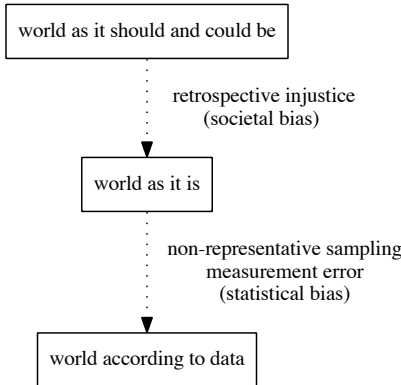 world as it should and could be
retrospective injustice
(societal bias)
world as it is
non-representative sampling
measurement error
(statistical bias)
world according to data